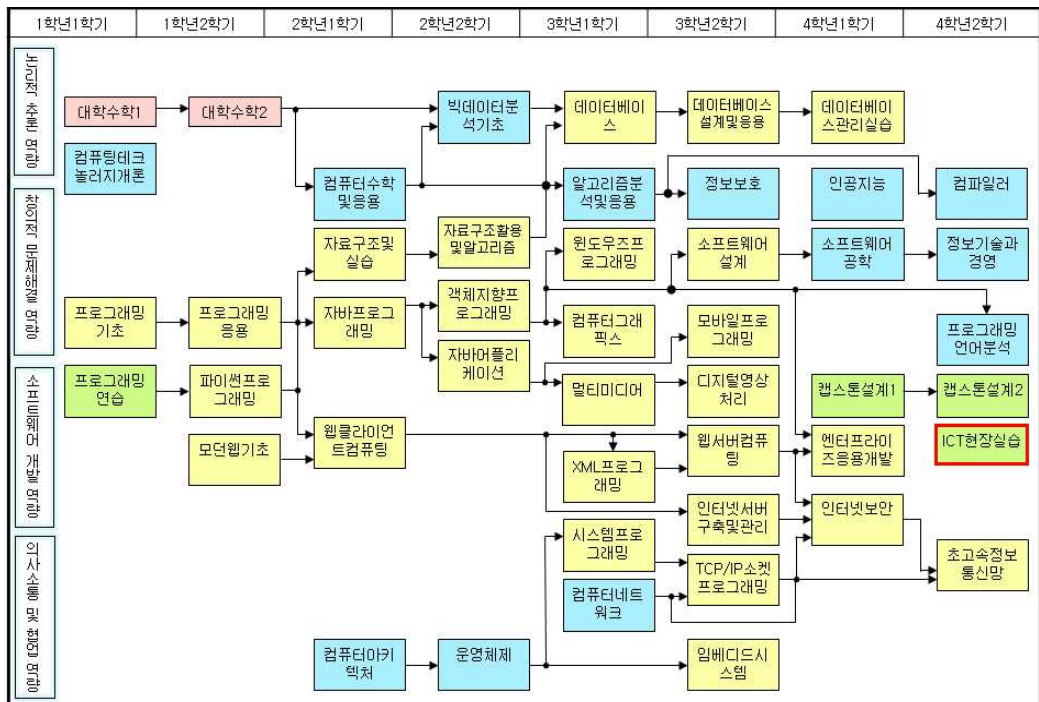 1학년1학기
1학년2학기
2학년1학기
2학년2학기
3학년1학기
3학년2학기
4학년1학기
4학년2학기
논리적 추론 역량
창의적 문제해결 역량
소프트웨어 개발 역량
의사소통 및 협업 역량
대학수학1
대학수학2
빅데이터분
석기초
데이터베이
스
데이터베이스
설계및응용
데이터베이
스관리실습
컴퓨팅테크
놀러지개론
컴퓨터수학
및응용
알고리즘분
석및응용
정보보호
인공지능
컴파일러
자료구조및
실습
자료구조활용
및알고리즘
윈도우즈프
로그래밍
소프트웨어
설계
소프트웨어
공학
정보기술과
경영
프로그래밍
기초
프로그래밍
응용
자바프로그
래밍
객체지향프
로그래밍
컴퓨터그래
픽스
모바일프로
그래밍
프로그래밍
언어분석
프로그래밍
연습
파이썬프로
그래밍
자바어플리
케이션
멀티미디어
디지털영상
처리
캡스톤설계1
캡스톤설계2
모던웹기초
웹클라이언
트컴퓨팅
XML프로그
래밍
웹서버컴퓨
팅
엔터프라이
즈응용개발
ICT현장실습
시스템프로
그래밍
인터넷서버
구축및관리
인터넷보안
컴퓨터네트
워크
TCP/IP소켓
프로그래밍
초고속정보
통신망
컴퓨터아키
텍처
운영체제
임베디드시
스템